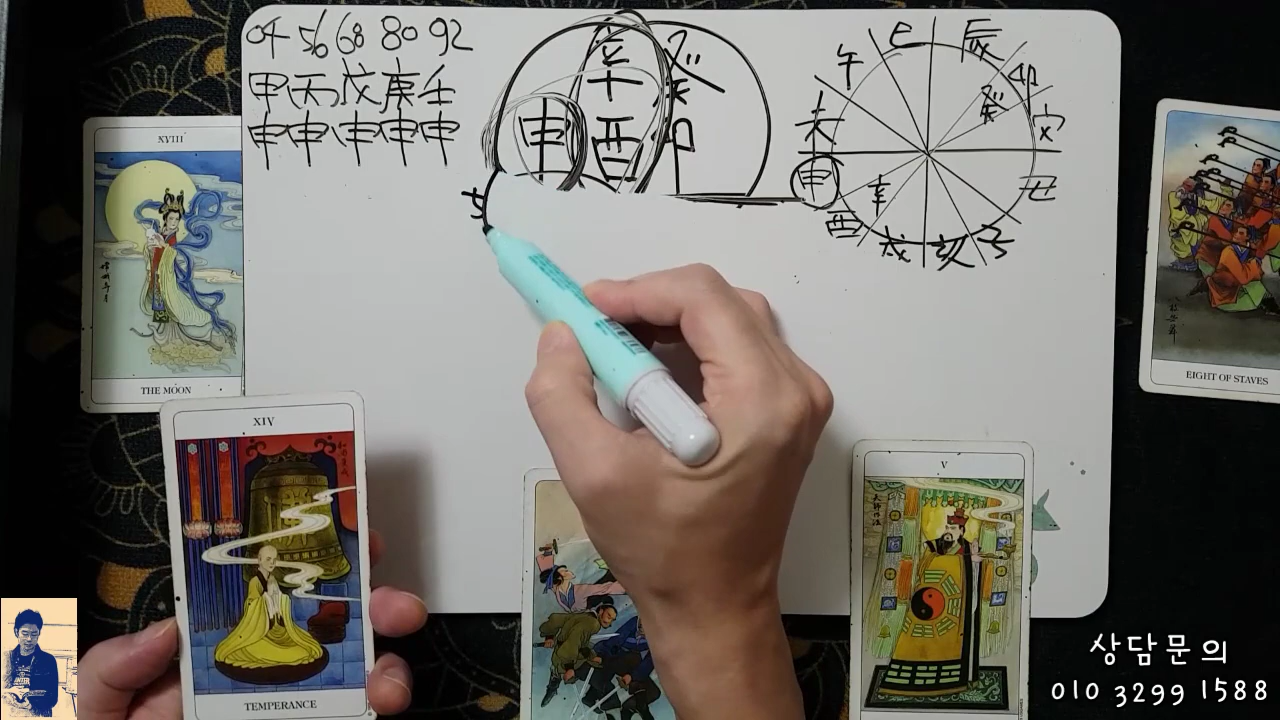 04 56 68 80 92
甲丙戊庚壬
申申申申申
辛癸
申酉卯
巳辰
午卯
癸
未寅
申丑
辛
酉
戌亥子
XVIII
THE MOON
XIV
TEMPERANCE
V
EIGHT OF STAVES
상담문의
010 3299 1588